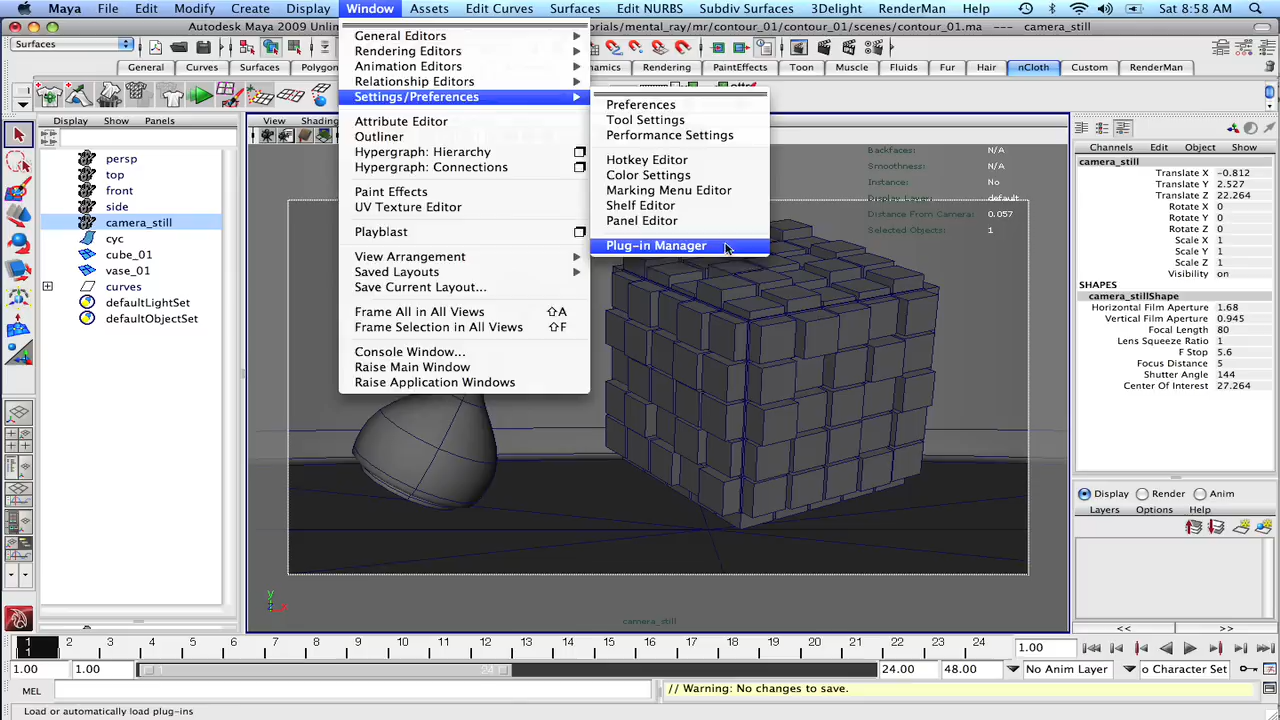 Maya File Edit Modify Create Display Window Assets Edit Curves Surfaces Edit NURBS Subdiv Surfaces 3Delight RenderMan Help Sat 8:58 AM
Autodesk Maya 2009 Unli
rials/mental_ray/mr/contour_01/contour_01/scenes/contour_01.ma --- camera_still
Surfaces
General Curves Surfaces Polygon
namics Rendering PaintEffects Toon Muscle Fluids Fur Hair nCloth Custom RenderMan
General Editors
Rendering Editors
Animation Editors
Relationship Editors
Settings/Preferences
Attribute Editor
Outliner
Hypergraph: Hierarchy
Hypergraph: Connections
Paint Effects
UV Texture Editor
Playblast
View Arrangement
Saved Layouts
Save Current Layout...
Frame All in All Views ⇧A
Frame Selection in All Views ⇧F
Console Window...
Raise Main Window
Raise Application Windows
Preferences
Tool Settings
Performance Settings
Hotkey Editor
Color Settings
Marking Menu Editor
Shelf Editor
Panel Editor
Plug-in Manager
Display Show Panels
persp
top
front
side
camera_still
cyc
cube_01
vase_01
curves
defaultLightSet
defaultObjectSet
View Shading
Backfaces: N/A
Smoothness: N/A
Instance: No
Display Layer: default
Distance From Camera: 0.057
Selected Objects: 1
y
x
camera_still
Channels Edit Object Show
camera_still
Translate X -0.812
Translate Y 2.527
Translate Z 22.264
Rotate X 0
Rotate Y 0
Rotate Z 0
Scale X 1
Scale Y 1
Scale Z 1
Visibility on
SHAPES
camera_stillShape
Horizontal Film Aperture 1.68
Vertical Film Aperture 0.945
Focal Length 80
Lens Squeeze Ratio 1
F Stop 5.6
Focus Distance 5
Shutter Angle 144
Center Of Interest 27.264
Display Render Anim
Layers Options Help
<< >>
1 2 3 4 5 6 7 8 9 10 11 12 13 14 15 16 17 18 19 20 21 22 23 24
1
1.00
1.00 1.00 1 24 24.00 48.00 No Anim Layer o Character Set
MEL // Warning: No changes to save.
Load or automatically load plug-ins